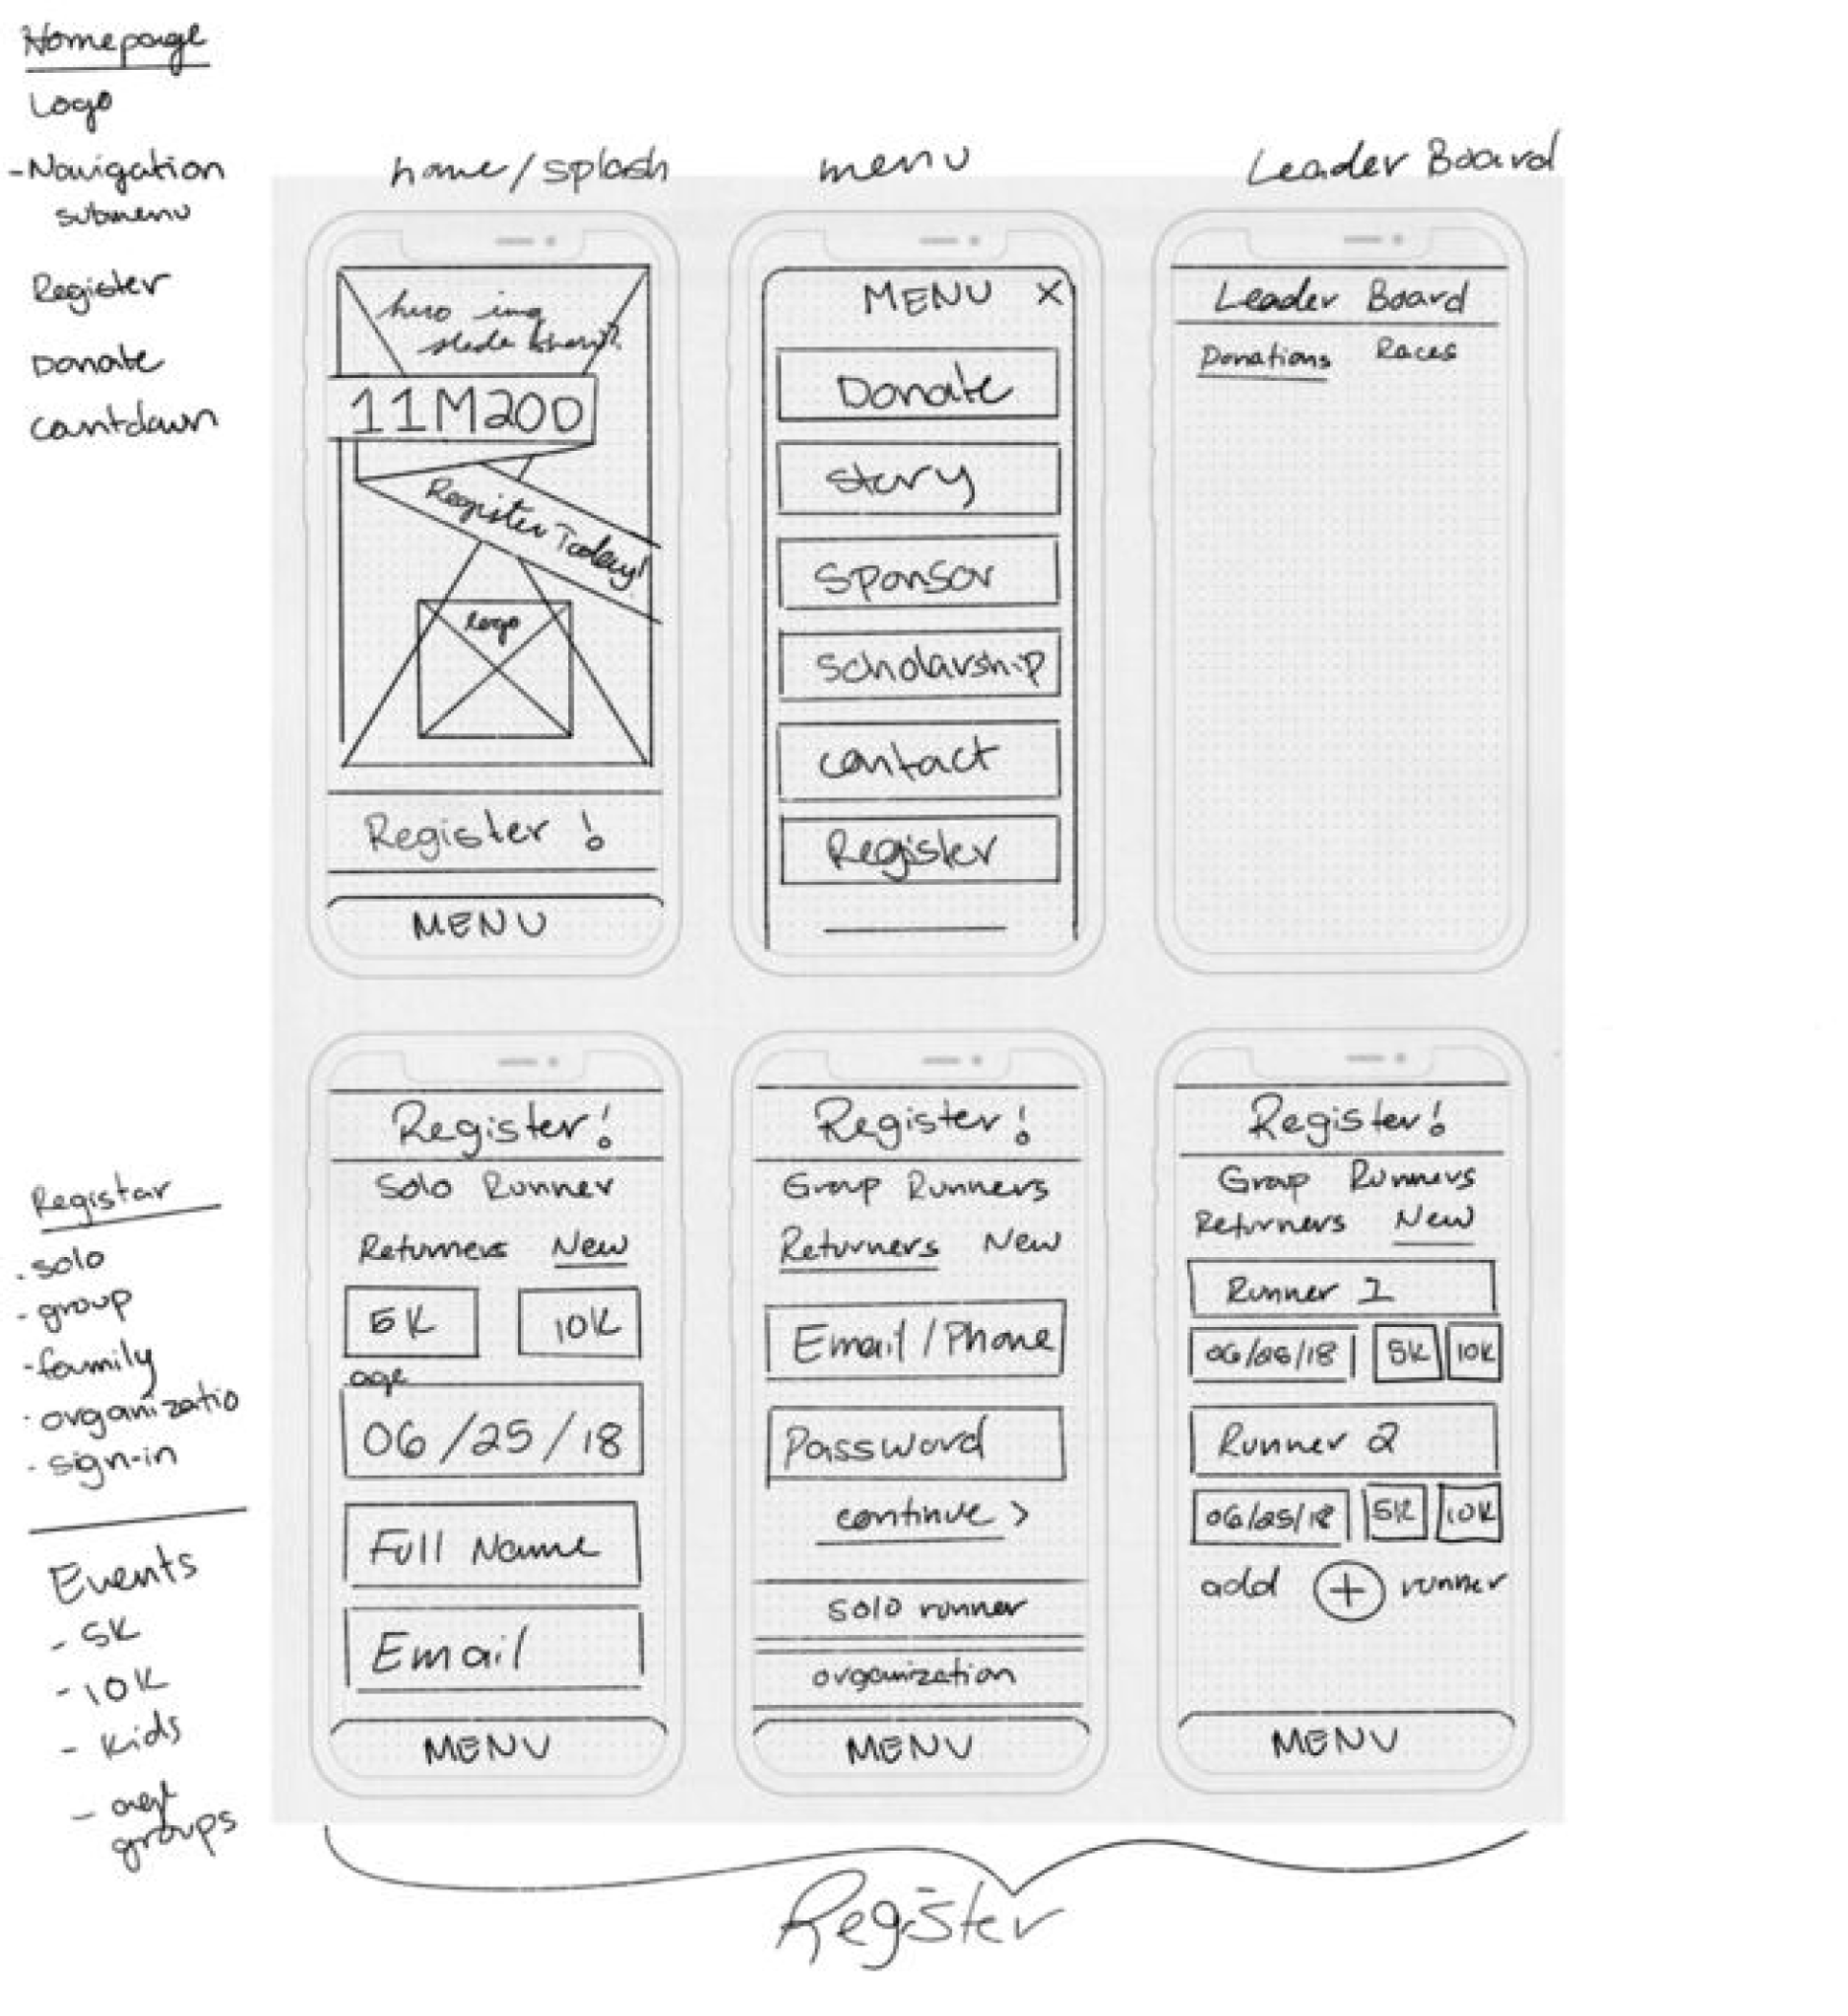 Homepage
Logo
-Navigation
submenu
Register
Donate
Countdown
home/splash
hero img
11M20D
Register Today!
logo
Register !
MENU
menu
MENU X
Donate
Story
Sponsor
Scholarship
Contact
Register
Leader Board
Leader Board
Donations Races
Registar
. solo
- group
- family
. organizatio
. sign-in
Events
- 5K
- 10K
- Kids
- age
groups
Register!
Solo Runner
Returners New
5K 10K
age
06/25/18
Full Name
Email
MENU
Register!
Group Runners
Returners New
Email/Phone
Password
continue >
solo runner
organization
MENU
Register!
Group Runners
Returners New
Runner 1
06/25/18 5K 10K
Runner 2
06/25/18 5K 10K
add + runner
MENU
Register